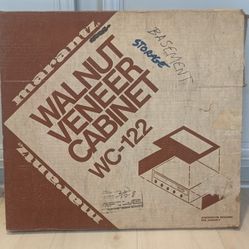 marantz
BASEMENT
STORAGE
WALNUT
VENEER
CABINET
WC-122
marantz